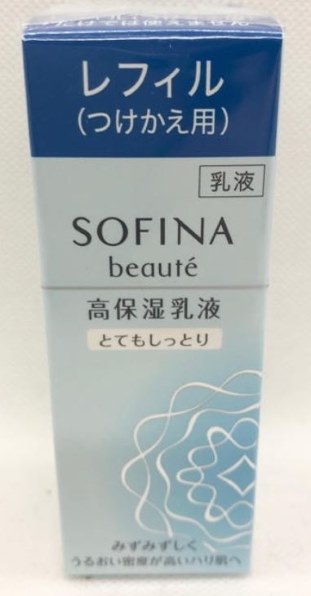 レフィル
(つけかえ用)
乳液
SOFINA
beauté
高保湿乳液
とてもしっとり
みずみずしく
うるおい密度が高いハリ肌へ